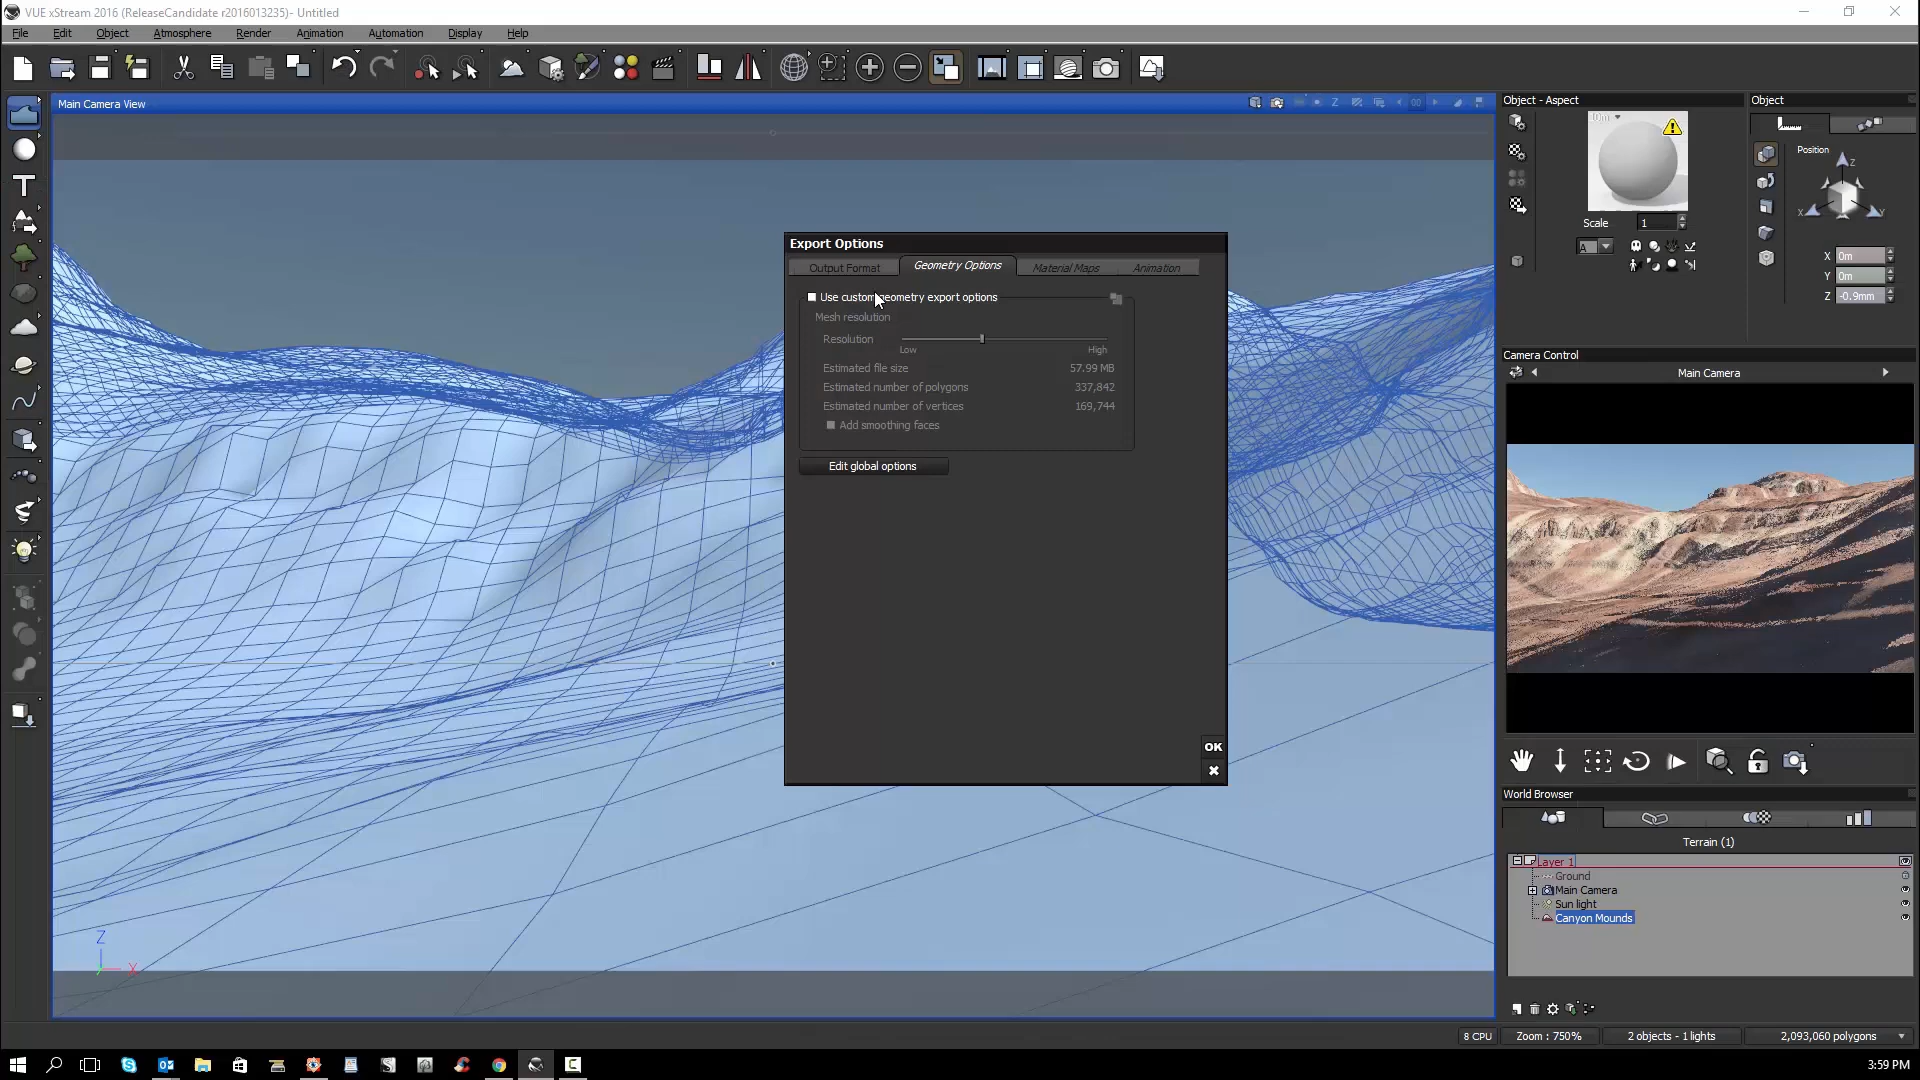 VUE xStream 2016 (ReleaseCandidate r2016013235)- Untitled
File Edit Object Atmosphere Render Animation Automation Display Help
Main Camera View
Z
Z
X
Export Options
Output Format Geometry Options Material Maps Animation
Use custom geometry export options
Mesh resolution
Resolution
Low High
Estimated file size 57.99 MB
Estimated number of polygons 337,842
Estimated number of vertices 169,744
Add smoothing faces
Edit global options
OK
Object - Aspect
Scale 1
A
Object
Position
Z
X Y
X 0m
Y 0m
Z -0.9mm
Camera Control
Main Camera
World Browser
Terrain (1)
Layer 1
Ground
Main Camera
Sun light
Canyon Mounds
8 CPU Zoom : 750% 2 objects - 1 lights 2,093,060 polygons
3:59 PM